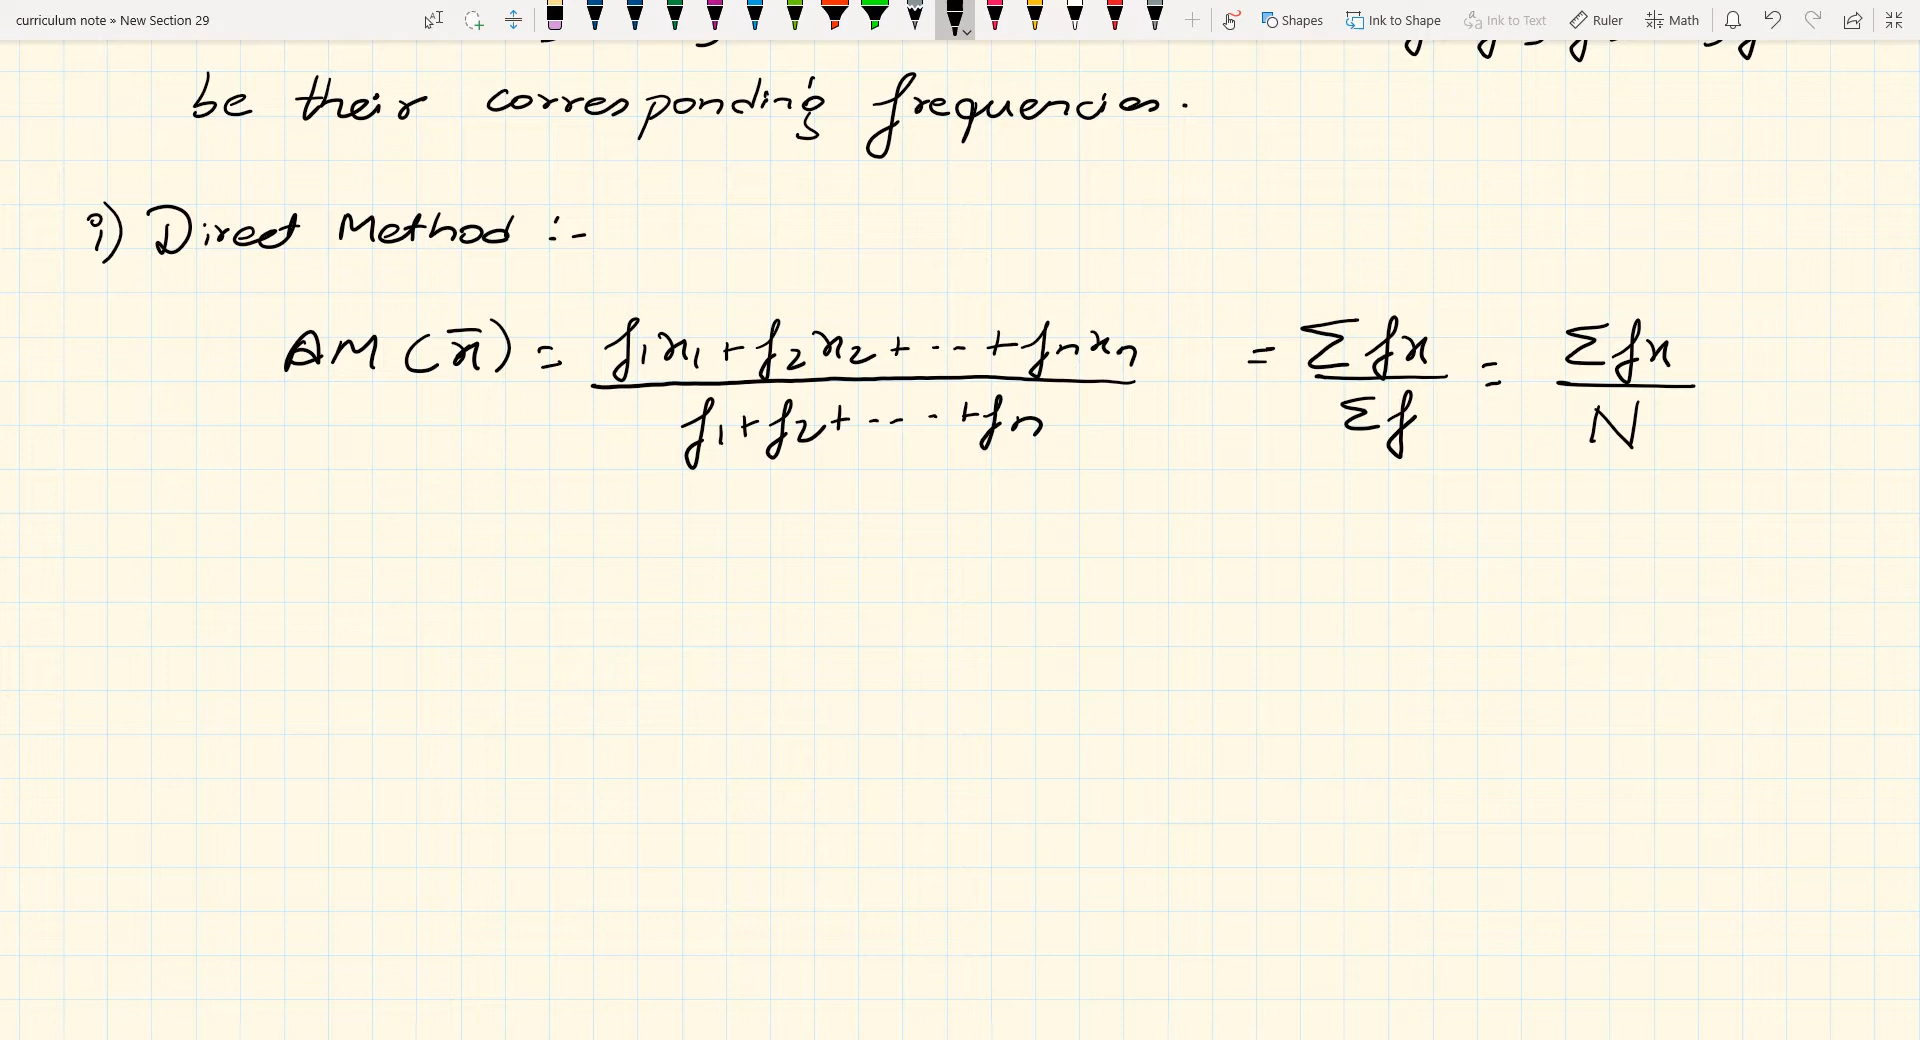 curriculum note » New Section 29 Shapes Ink to Shape Ink to Text Ruler Math
be their corresponding frequencies.
i) Direct Method :-
AM (x̄) = f₁x₁ + f₂x₂ + ... + fₙxₙ / f₁ + f₂ + .... + fₙ = Σfx / Σf = Σfx / N